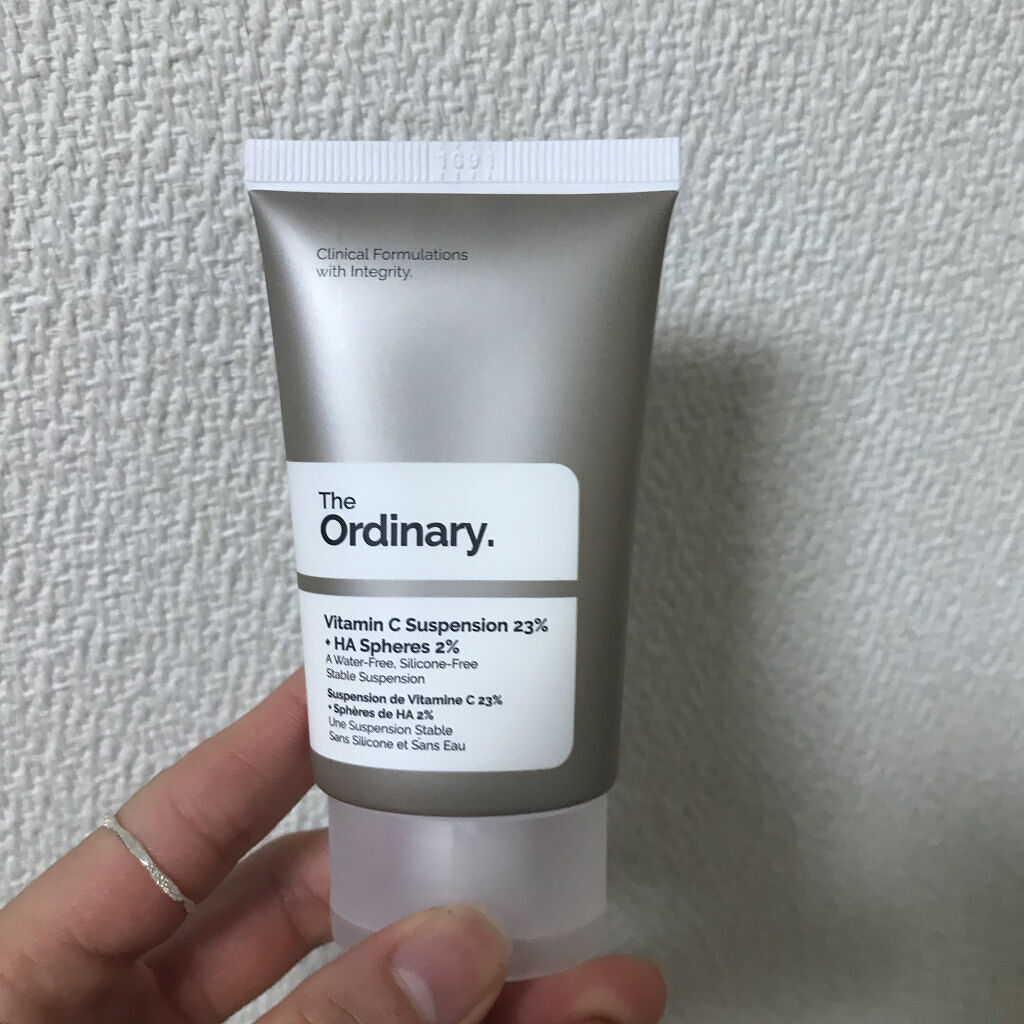 1991
Clinical Formulations
with Integrity.
The
Ordinary.
Vitamin C Suspension 23%
+ HA Spheres 2%
A Water-Free, Silicone-Free
Stable Suspension
Suspension de Vitamine C 23%
+ Sphères de HA 2%
Une Suspension Stable
Sans Silicone et Sans Eau